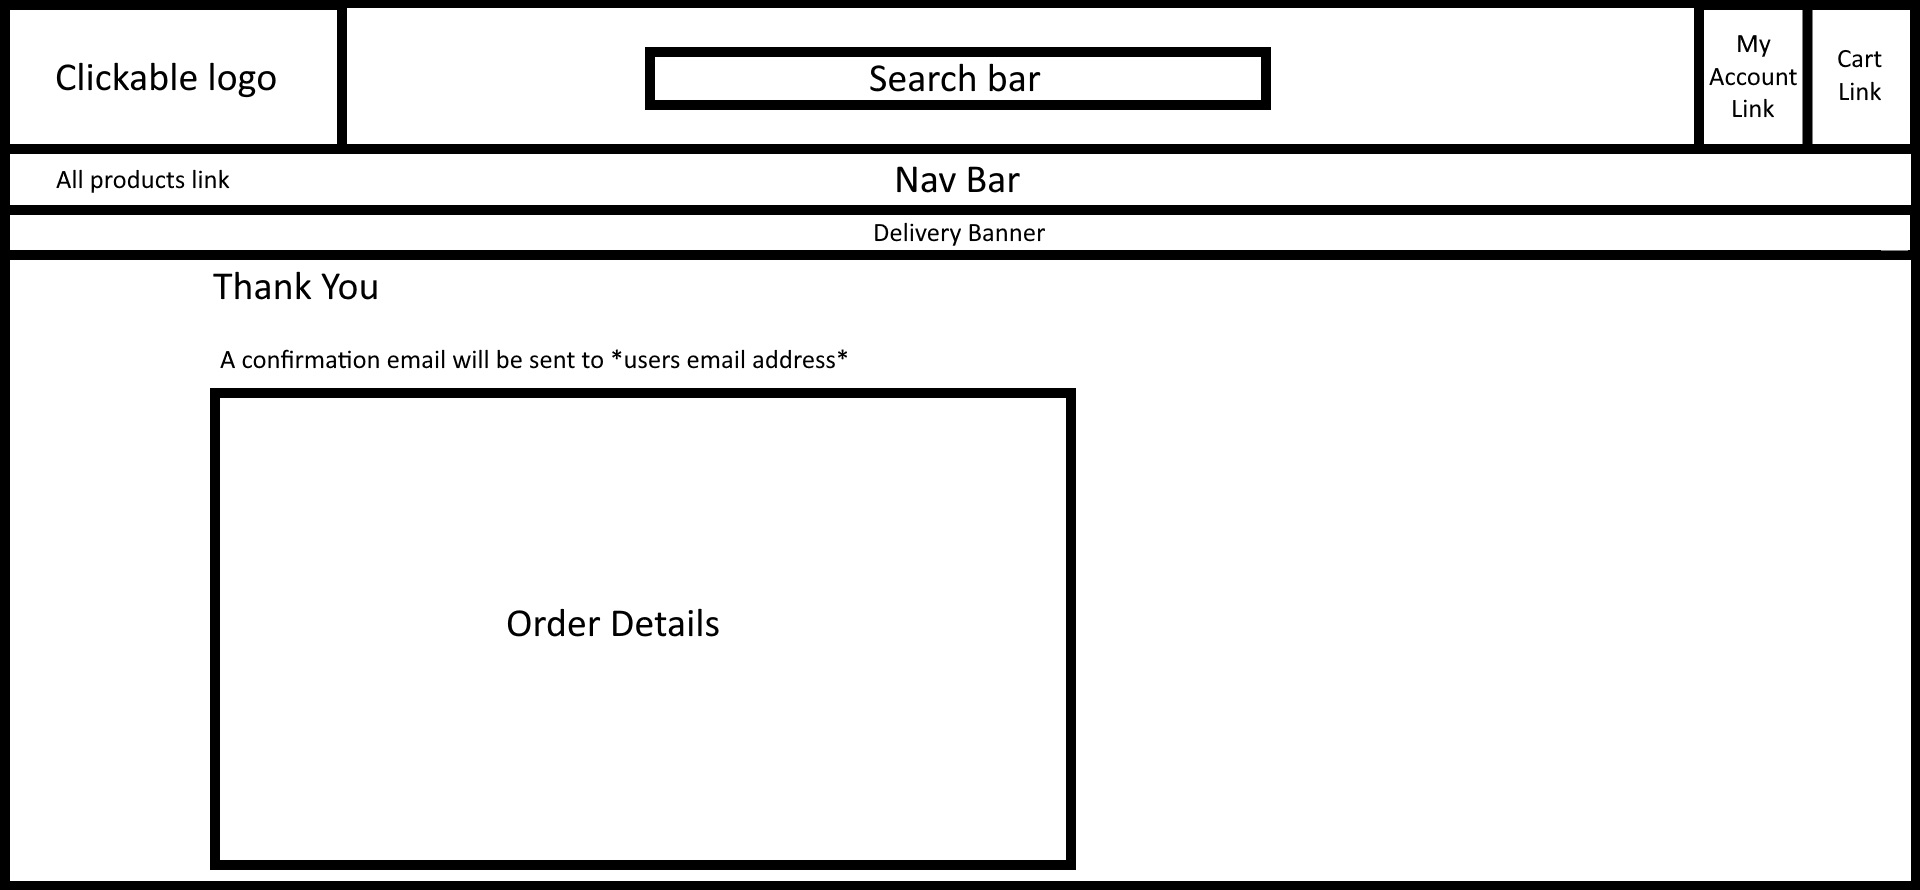 Clickable logo
Search bar
My
Account
Link
Cart
Link
All products link
Nav Bar
Delivery Banner
Thank You
A confirmation email will be sent to *users email address*
Order Details